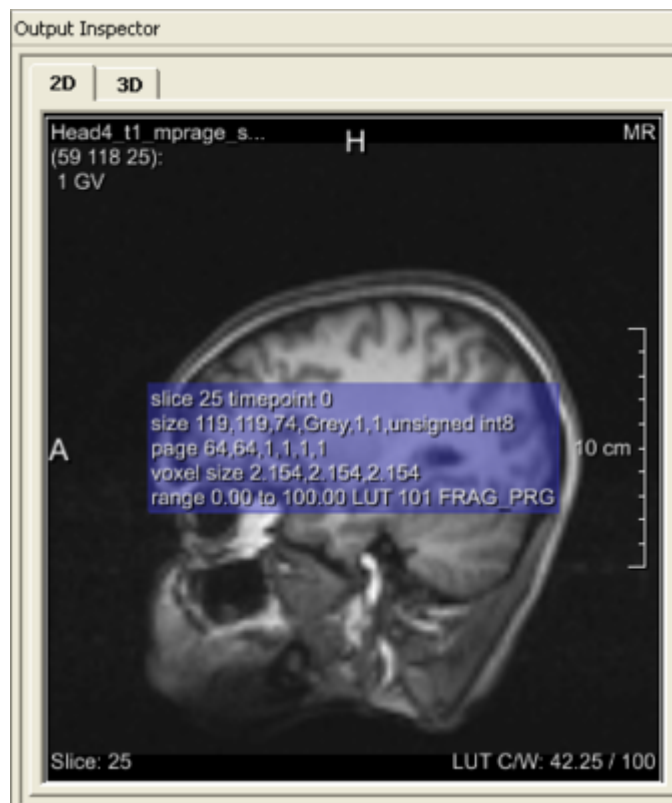 Output Inspector
2D 3D
Head4_t1_mprage_s... H MR
(59 118 25):
1 GV
slice 25 timepoint 0
size 119,119,74,Grey,1,1,unsigned int8
page 64,64,1,1,1,1
A voxel size 2.154,2.154,2.154 10 cm
range 0.00 to 100.00 LUT 101 FRAG_PRG
Slice: 25 LUT C/W: 42.25 / 100